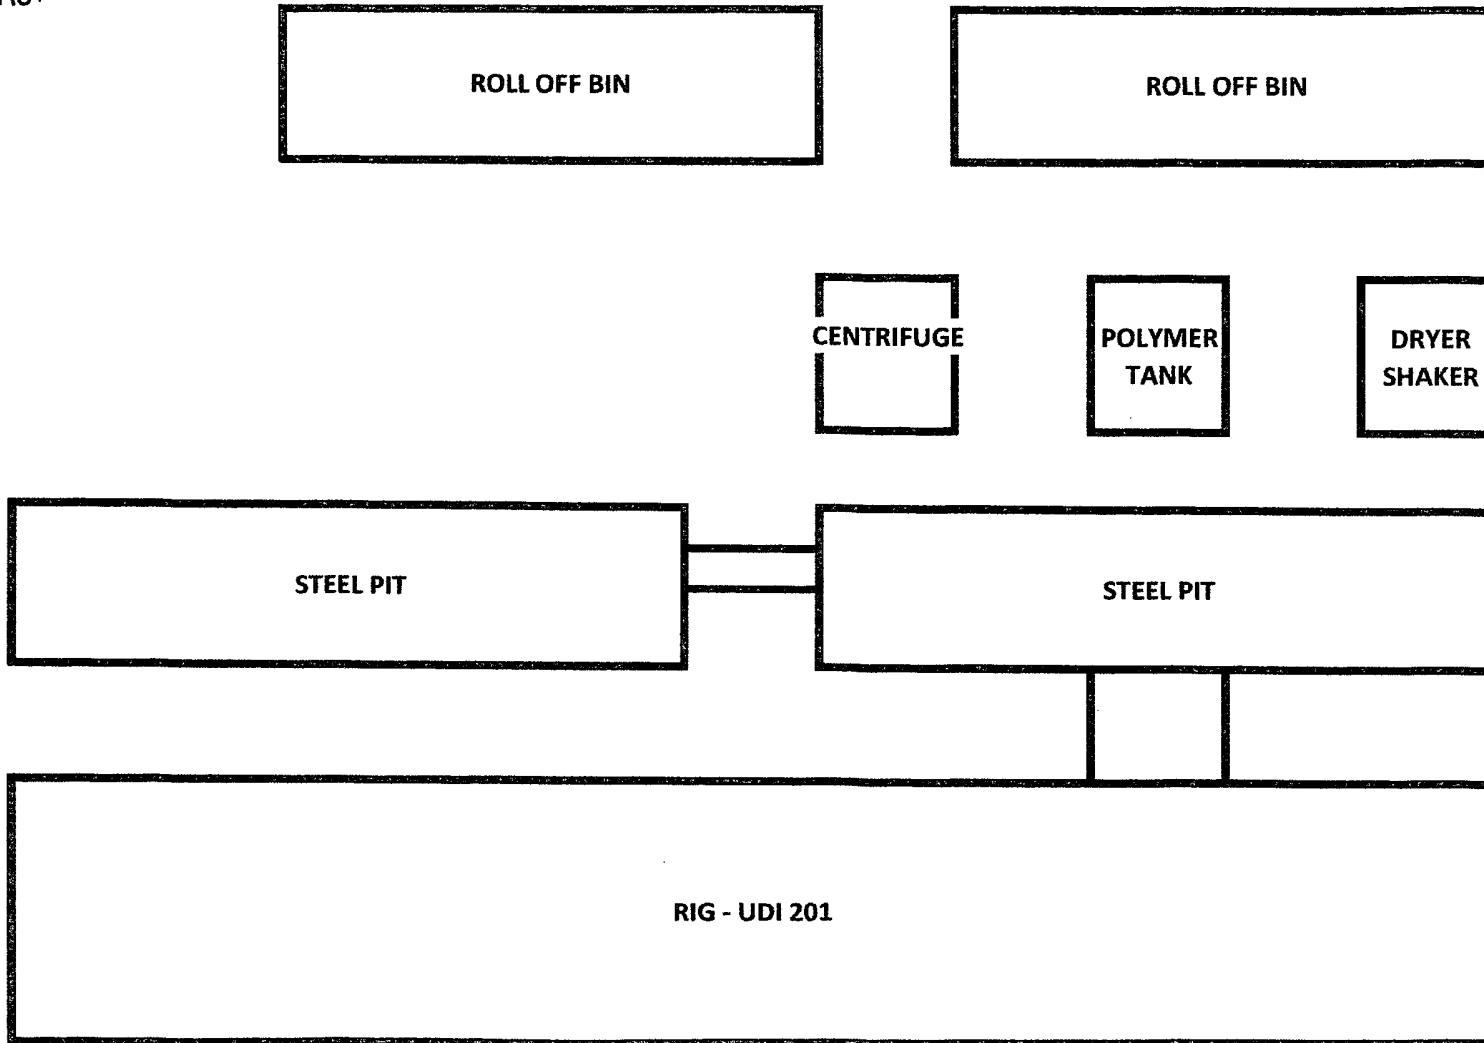 ROLL OFF BIN
ROLL OFF BIN
CENTRIFUGE
POLYMER
TANK
DRYER
SHAKER
STEEL PIT
STEEL PIT
RIG - UDI 201